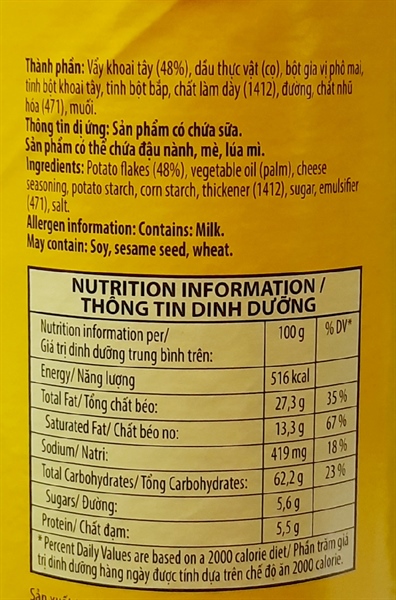 Thành phần: Vẩy khoai tây (48%), dầu thực vật (cọ), bột gia vị phô mai,
tinh bột khoai tây, tinh bột bắp, chất làm dày (1412), đường, chất nhũ
hóa (471), muối.
Thông tin dị ứng: Sản phẩm có chứa sữa.
Sản phẩm có thể chứa đậu nành, mè, lúa mì.
Ingredients: Potato flakes (48%), vegetable oil (palm), cheese
seasoning, potato starch, corn starch, thickener (1412), sugar, emulsifier
(471), salt.
Allergen information: Contains: Milk.
May contain: Soy, sesame seed, wheat.
NUTRITION INFORMATION /
THÔNG TIN DINH DƯỠNG
Nutrition information per/ 100 g % DV*
Giá trị dinh dưỡng trung bình trên:
Energy/ Năng lượng 516 kcal
Total Fat/ Tổng chất béo: 27,3 g 35 %
Saturated Fat/ Chất béo no: 13,3 g 67 %
Sodium/ Natri: 419 mg 18 %
Total Carbohydrates/ Tổng Carbohydrates: 62,2 g 23 %
Sugars/ Đường: 5,6 g
Protein/ Chất đạm: 5,5 g
* Percent Daily Values are based on a 2000 calorie diet/ Phần trăm giá
trị dinh dưỡng hàng ngày được tính dựa trên chế độ ăn 2000 calorie.